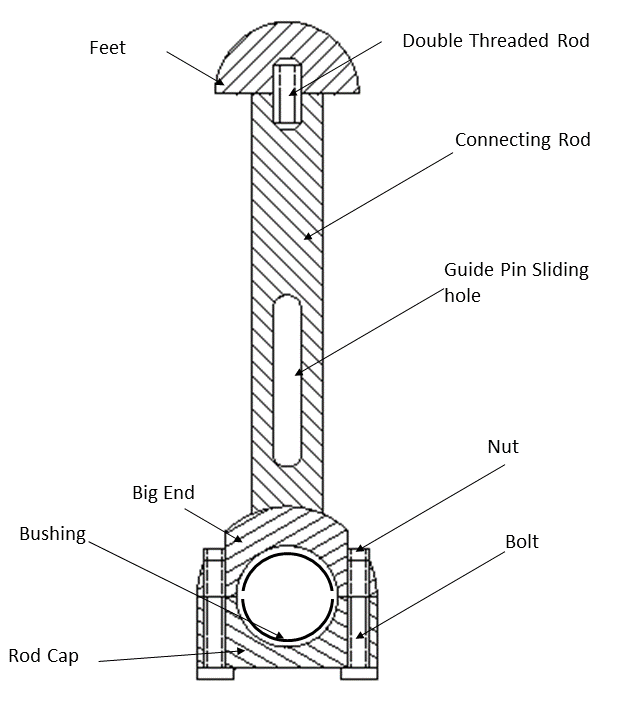 Feet
Double Threaded Rod
Connecting Rod
Guide Pin Sliding
hole
Nut
Big End
Bushing
Bolt
Rod Cap